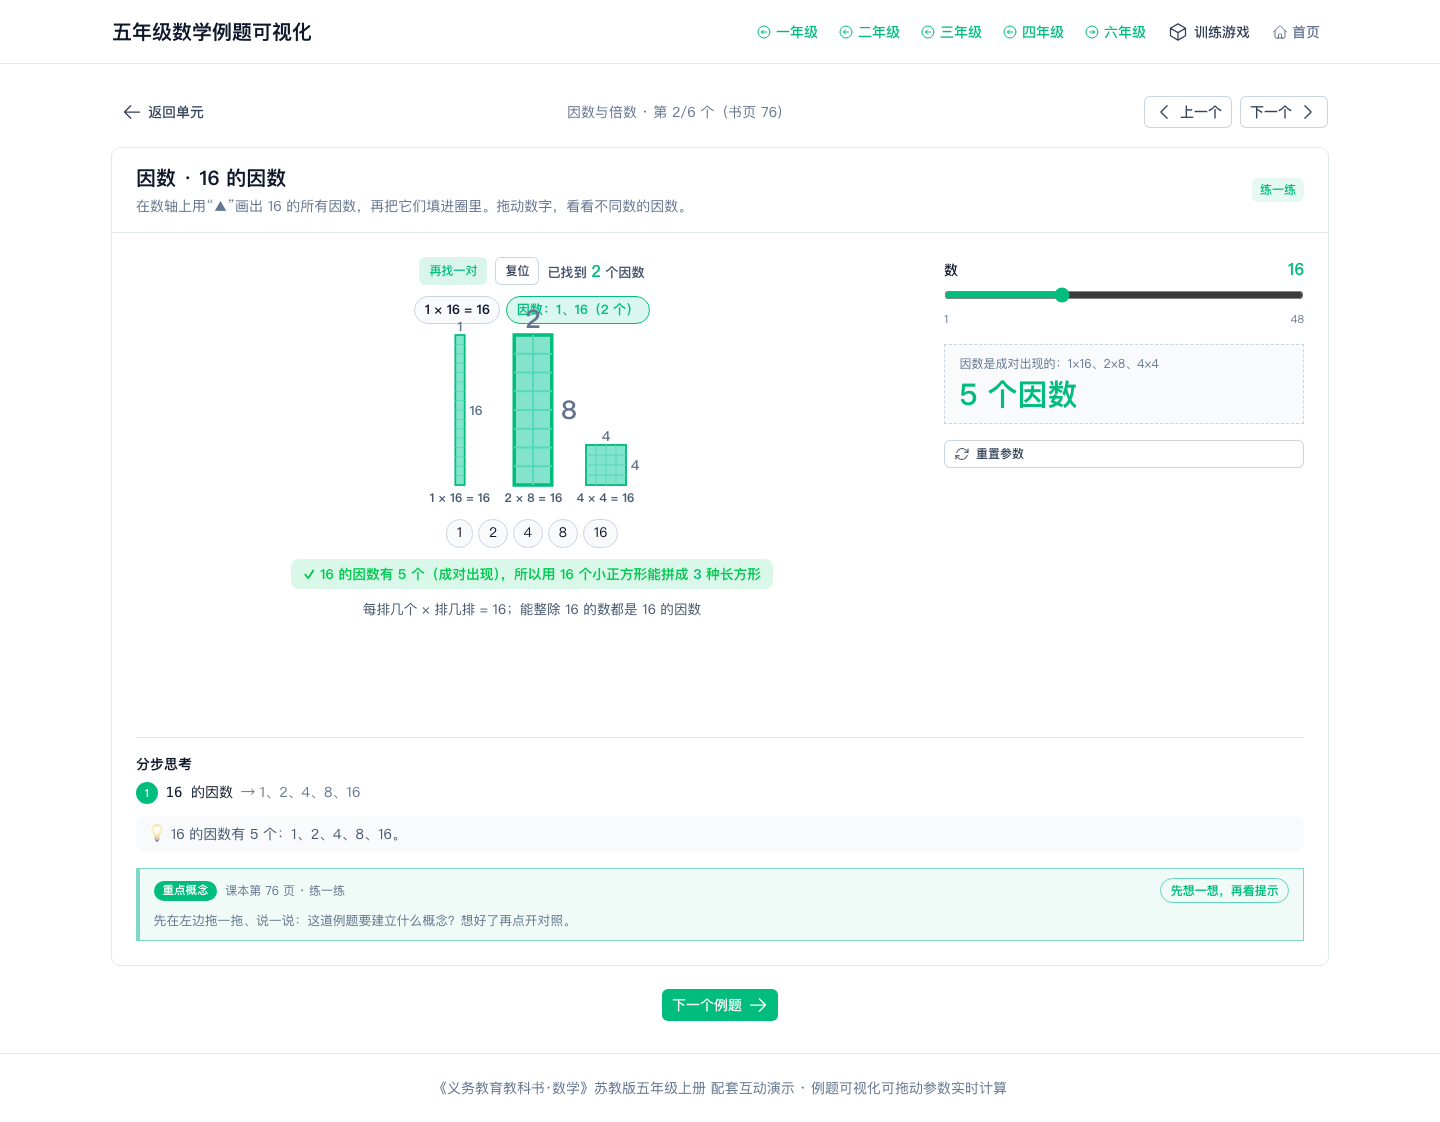 五年级数学例题可视化
一年级 二年级 三年级 四年级 六年级 训练游戏 首页
返回单元
因数与倍数 · 第 2/6 个（书页 76）
上一个 下一个
因数 · 16 的因数
在数轴上用“▲”画出 16 的所有因数，再把它们填进圈里。拖动数字，看看不同数的因数。
练一练
再找一对 复位 已找到 2 个因数
1 × 16 = 16 因数：1、16（2 个）
1
2
16
8
4
4
1 × 16 = 16 2 × 8 = 16 4 × 4 = 16
1 2 4 8 16
✓ 16 的因数有 5 个（成对出现），所以用 16 个小正方形能拼成 3 种长方形
每排几个 × 排几排 = 16；能整除 16 的数都是 16 的因数
数 16
1 48
因数是成对出现的：1×16、2×8、4×4
5 个因数
重置参数
分步思考
1 16 的因数 → 1、2、4、8、16
16 的因数有 5 个：1、2、4、8、16。
重点概念 课本第 76 页 · 练一练
先想一想，再看提示
先在左边拖一拖、说一说：这道例题要建立什么概念？想好了再点开对照。
下一个例题 →
《义务教育教科书·数学》苏教版五年级上册 配套互动演示 · 例题可视化可拖动参数实时计算